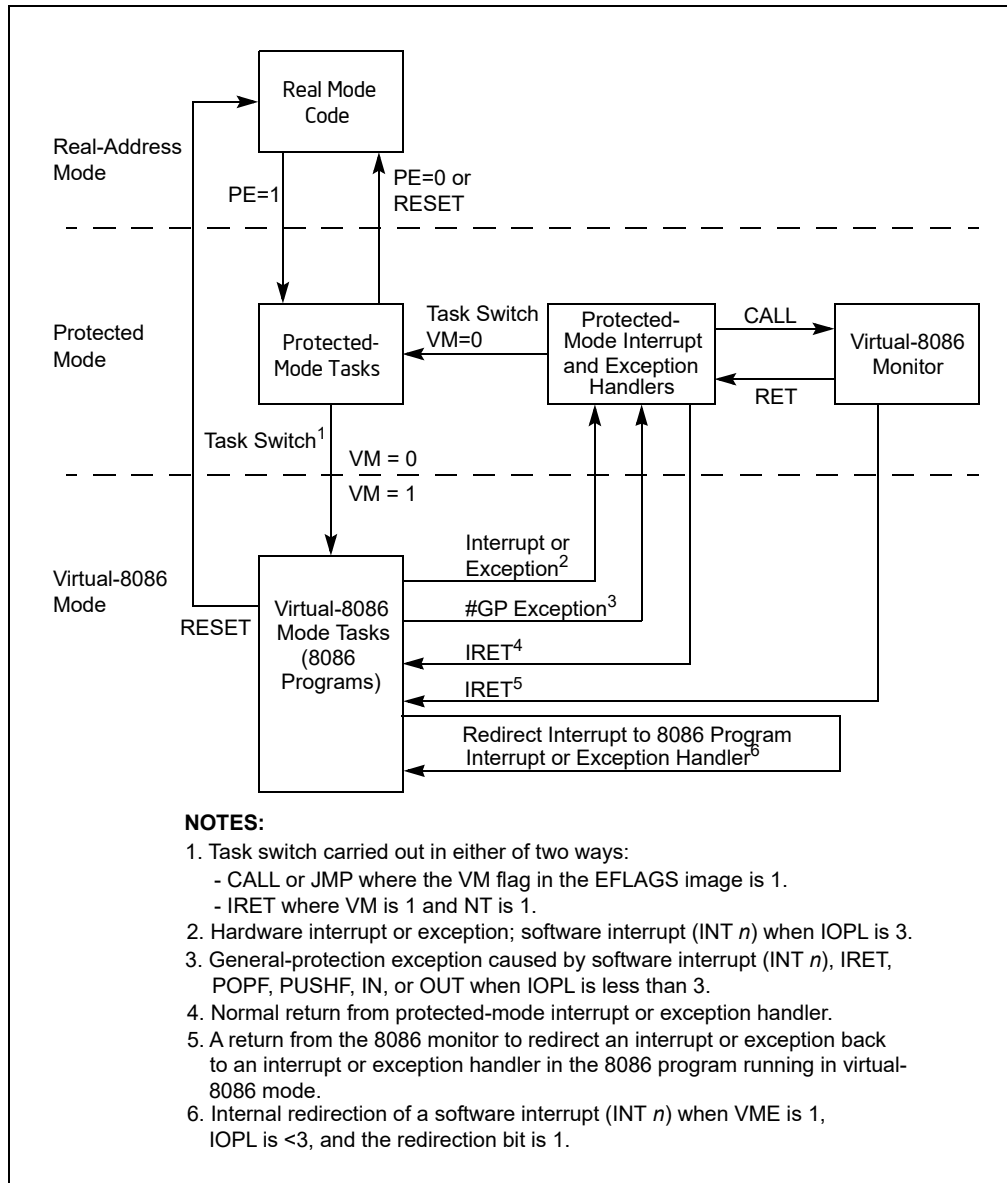 Real Mode
Code
Real-Address
Mode
PE=1
PE=0 or
RESET
Protected
Mode
Protected-
Mode Tasks
Task Switch
VM=0
Protected-
Mode Interrupt
and Exception
Handlers
CALL
RET
Virtual-8086
Monitor
Task Switch1
VM = 0
VM = 1
Virtual-8086
Mode
RESET
Virtual-8086
Mode Tasks
(8086
Programs)
Interrupt or
Exception2
#GP Exception3
IRET4
IRET5
Redirect Interrupt to 8086 Program
Interrupt or Exception Handler6
NOTES:
1. Task switch carried out in either of two ways:
- CALL or JMP where the VM flag in the EFLAGS image is 1.
- IRET where VM is 1 and NT is 1.
2. Hardware interrupt or exception; software interrupt (INT n) when IOPL is 3.
3. General-protection exception caused by software interrupt (INT n), IRET,
POPF, PUSHF, IN, or OUT when IOPL is less than 3.
4. Normal return from protected-mode interrupt or exception handler.
5. A return from the 8086 monitor to redirect an interrupt or exception back
to an interrupt or exception handler in the 8086 program running in virtual-
8086 mode.
6. Internal redirection of a software interrupt (INT n) when VME is 1,
IOPL is <3, and the redirection bit is 1.